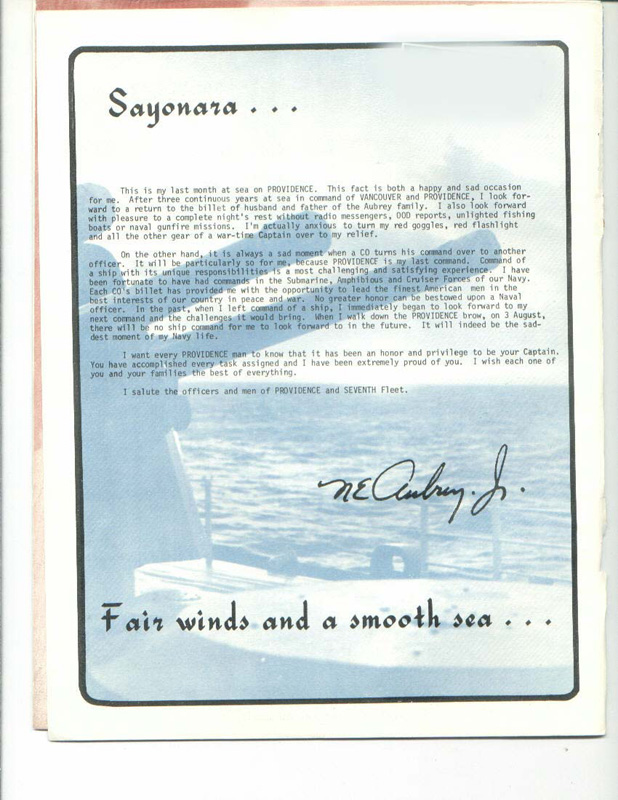 Sayonara . . .
This is my last month at sea on PROVIDENCE. This fact is both a happy and sad occasion
for me. After three continuous years at sea in command of VANCOUVER and PROVIDENCE, I look for-
ward to a return to the billet of husband and father of the Aubrey family. I also look forward
with pleasure to a complete night's rest without radio messengers, OOD reports, unlighted fishing
boats or naval gunfire missions. I'm actually anxious to turn my red goggles, red flashlight
and all the other gear of a war-time Captain over to my relief.
On the other hand, it is always a sad moment when a CO turns his command over to another
officer. It will be particularly so for me, because PROVIDENCE is my last command. Command of
a ship with its unique responsibilities is a most challenging and satisfying experience. I have
been fortunate to have had commands in the Submarine, Amphibious and Cruiser Forces of our Navy.
Each CO's billet has provided me with the opportunity to lead the finest American men in the
best interests of our country in peace and war. No greater honor can be bestowed upon a Naval
officer. In the past, when I left command of a ship, I immediately began to look forward to my
next command and the challenges it would bring. When I walk down the PROVIDENCE brow, on 3 August,
there will be no ship command for me to look forward to in the future. It will indeed be the sad-
dest moment of my Navy life.
I want every PROVIDENCE man to know that it has been an honor and privilege to be your Captain.
You have accomplished every task assigned and I have been extremely proud of you. I wish each one of
you and your families the best of everything.
I salute the officers and men of PROVIDENCE and SEVENTH Fleet.
NE Aubrey. Jr.
Fair winds and a smooth sea . . .